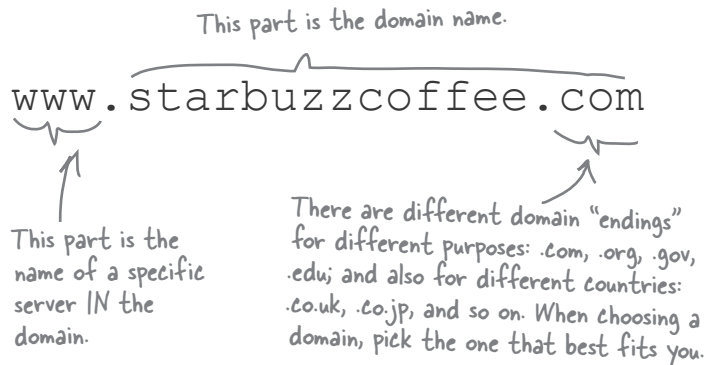 This part is the domain name.
www.starbuzzcoffee.com
This part is the
name of a specific
server IN the
domain.
There are different domain “endings”
for different purposes: .com, .org, .gov,
.edu; and also for different countries:
.co.uk, .co.jp, and so on. When choosing a
domain, pick the one that best fits you.